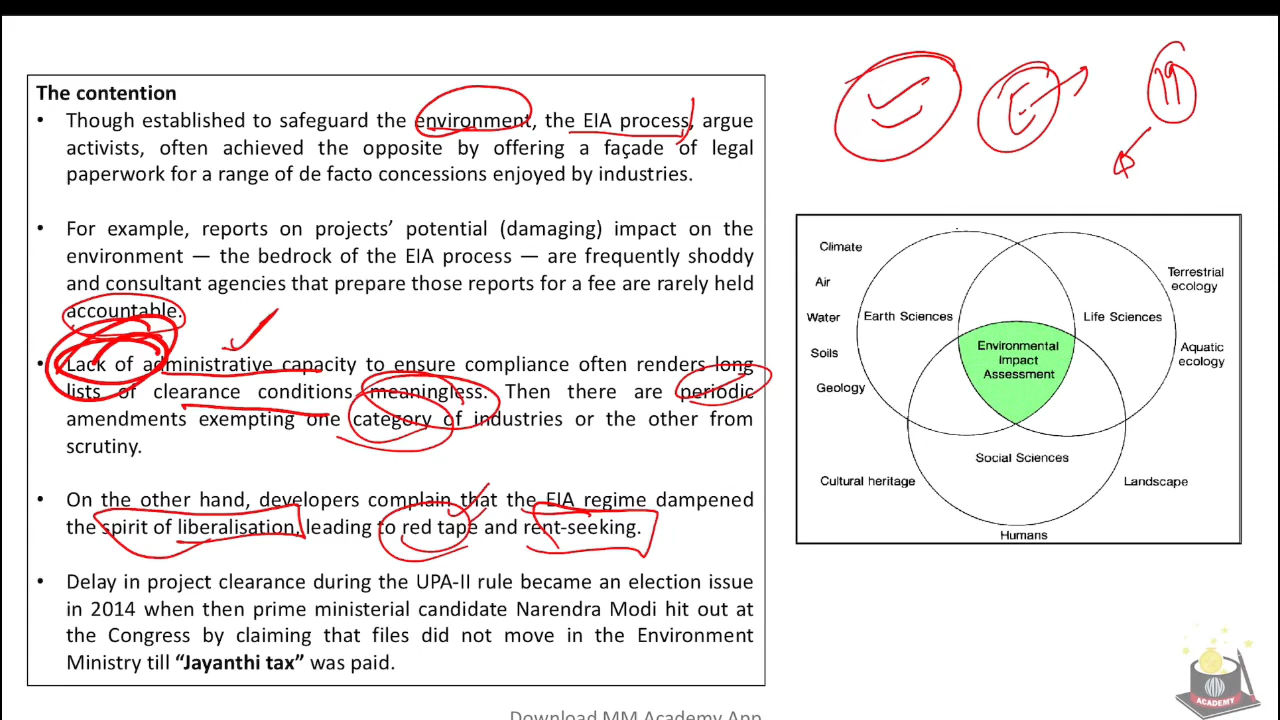 The contention
• Though established to safeguard the environment, the EIA process, argue
activists, often achieved the opposite by offering a façade of legal
paperwork for a range of de facto concessions enjoyed by industries.
• For example, reports on projects’ potential (damaging) impact on the
environment — the bedrock of the EIA process — are frequently shoddy
and consultant agencies that prepare those reports for a fee are rarely held
accountable.
• Lack of administrative capacity to ensure compliance often renders long
lists of clearance conditions meaningless. Then there are periodic
amendments exempting one category of industries or the other from
scrutiny.
• On the other hand, developers complain that the EIA regime dampened
the spirit of liberalisation, leading to red tape and rent-seeking.
• Delay in project clearance during the UPA-II rule became an election issue
in 2014 when then prime ministerial candidate Narendra Modi hit out at
the Congress by claiming that files did not move in the Environment
Ministry till “Jayanthi tax” was paid.
Climate
Air
Water
Soils
Geology
Earth Sciences
Life Sciences
Terrestrial
ecology
Aquatic
ecology
Environmental
Impact
Assessment
Social Sciences
Cultural heritage
Landscape
Humans
ACADEMY
Download MM Academy App